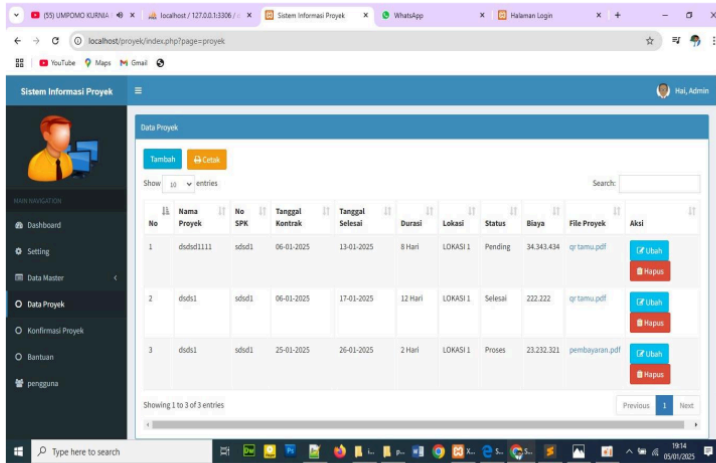 (55) UMPOMO KURNIA
localhost / 127.0.0.1:3306 /
Sistem Informasi Proyek
WhatsApp
Halaman Login
localhost/proyek/index.php?page=proyek
YouTube Maps Gmail
Sistem Informasi Proyek
Hai, Admin
MAIN NAVIGATION
Dashboard
Setting
Data Master
Data Proyek
Konfirmasi Proyek
Bantuan
pengguna
Data Proyek
Tambah Cetak
Show 10 entries Search:
No Nama Proyek No SPK Tanggal Kontrak Tanggal Selesai Durasi Lokasi Status Biaya File Proyek Aksi
1 dsdsd1111 sdsd1 06-01-2025 13-01-2025 8 Hari LOKASI 1 Pending 34.343.434 qr tamu.pdf Ubah
Hapus
2 dsds1 sdsd1 06-01-2025 17-01-2025 12 Hari LOKASI 1 Selesai 222.222 qr tamu.pdf Ubah
Hapus
3 dsds1 sdsd1 25-01-2025 26-01-2025 2 Hari LOKASI 1 Proses 23.232.321 pembayaran.pdf Ubah
Hapus
Showing 1 to 3 of 3 entries Previous 1 Next
Type here to search
19:14
05/01/2025